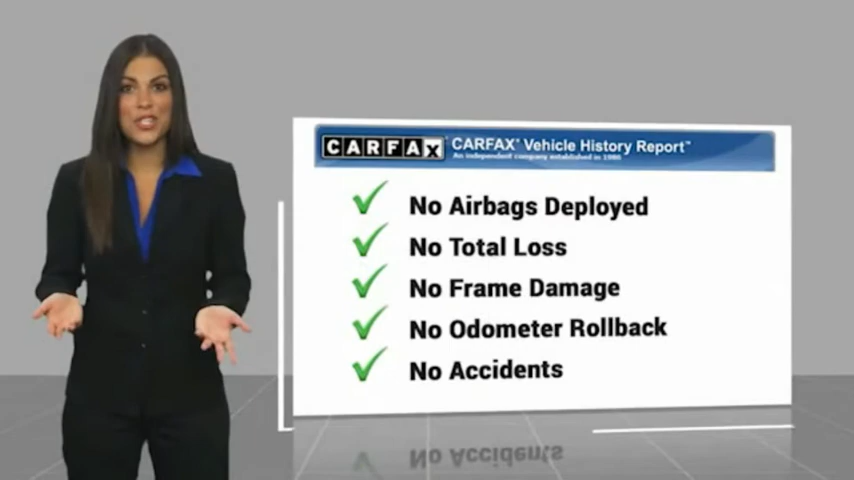 CARFAX CARFAX® Vehicle History Report™
An independent company established in 1986
No Airbags Deployed
No Total Loss
No Frame Damage
No Odometer Rollback
No Accidents
No Accidents